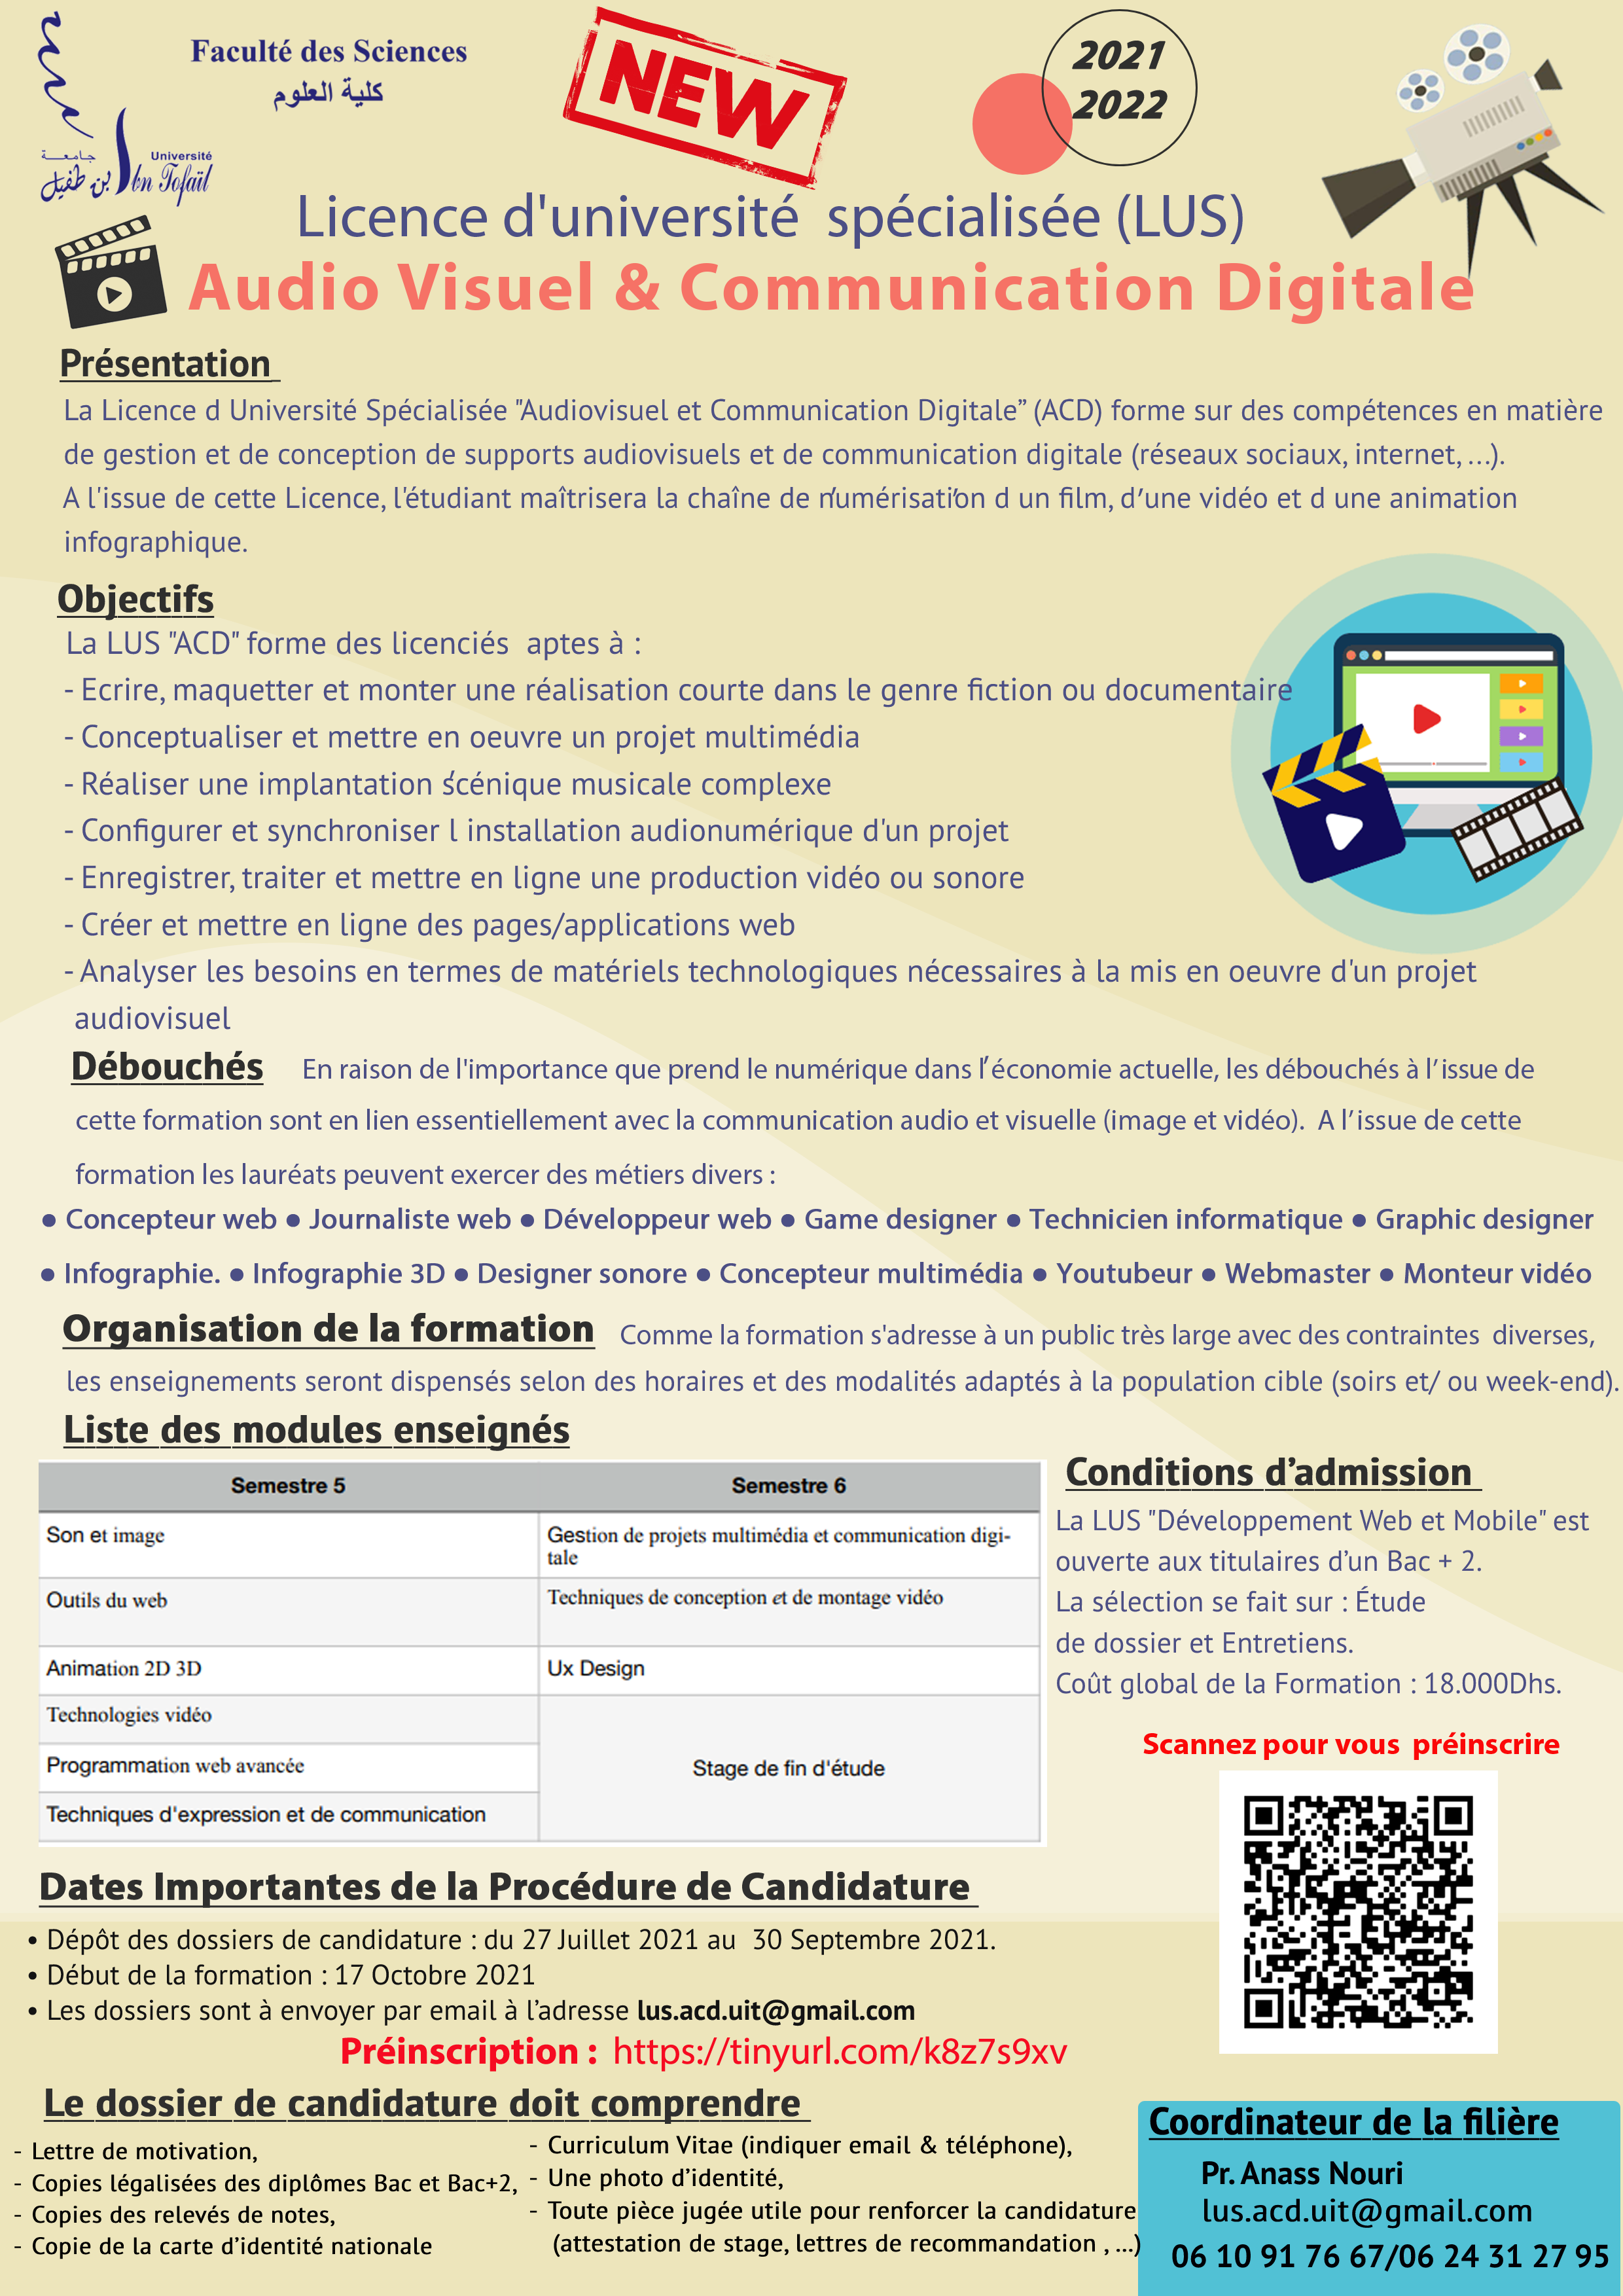 Faculté des Sciences
كلية العلوم
جامعة
ابن طفيل
Université
Ibn Tofaïl
NEW
2021
2022
Licence d'université spécialisée (LUS)
Audio Visuel & Communication Digitale
Présentation
La Licence d Université Spécialisée "Audiovisuel et Communication Digitale” (ACD) forme sur des compétences en matière
de gestion et de conception de supports audiovisuels et de communication digitale (réseaux sociaux, internet, ...).
A l'issue de cette Licence, l'étudiant maîtrisera la chaîne de numérisation d un film, d’une vidéo et d une animation
infographique.
Objectifs
La LUS "ACD" forme des licenciés aptes à :
- Ecrire, maquetter et monter une réalisation courte dans le genre fiction ou documentaire
- Conceptualiser et mettre en oeuvre un projet multimédia
- Réaliser une implantation scénique musicale complexe
- Configurer et synchroniser l installation audionumérique d'un projet
- Enregistrer, traiter et mettre en ligne une production vidéo ou sonore
- Créer et mettre en ligne des pages/applications web
- Analyser les besoins en termes de matériels technologiques nécessaires à la mis en oeuvre d'un projet
audiovisuel
Débouchés En raison de l'importance que prend le numérique dans l’économie actuelle, les débouchés à l’issue de
cette formation sont en lien essentiellement avec la communication audio et visuelle (image et vidéo). A l’issue de cette
formation les lauréats peuvent exercer des métiers divers :
● Concepteur web ● Journaliste web ● Développeur web ● Game designer ● Technicien informatique ● Graphic designer
● Infographie. ● Infographie 3D ● Designer sonore ● Concepteur multimédia ● Youtubeur ● Webmaster ● Monteur vidéo
Organisation de la formation Comme la formation s'adresse à un public très large avec des contraintes diverses,
les enseignements seront dispensés selon des horaires et des modalités adaptés à la population cible (soirs et/ ou week-end).
Liste des modules enseignés
Semestre 5 Semestre 6
Son et image Gestion de projets multimédia et communication digi-
tale
Outils du web Techniques de conception et de montage vidéo
Animation 2D 3D Ux Design
Technologies vidéo
Programmation web avancée
Stage de fin d'étude
Techniques d'expression et de communication
Conditions d’admission
La LUS "Développement Web et Mobile" est
ouverte aux titulaires d’un Bac + 2.
La sélection se fait sur : Étude
de dossier et Entretiens.
Coût global de la Formation : 18.000Dhs.
Scannez pour vous préinscrire
Dates Importantes de la Procédure de Candidature
• Dépôt des dossiers de candidature : du 27 Juillet 2021 au 30 Septembre 2021.
• Début de la formation : 17 Octobre 2021
• Les dossiers sont à envoyer par email à l’adresse lus.acd.uit@gmail.com
Préinscription : https://tinyurl.com/k8z7s9xv
Le dossier de candidature doit comprendre
- Lettre de motivation,
- Copies légalisées des diplômes Bac et Bac+2,
- Copies des relevés de notes,
- Copie de la carte d’identité nationale
- Curriculum Vitae (indiquer email & téléphone),
- Une photo d’identité,
- Toute pièce jugée utile pour renforcer la candidature
(attestation de stage, lettres de recommandation , ...)
Coordinateur de la filière
Pr. Anass Nouri
lus.acd.uit@gmail.com
06 10 91 76 67/06 24 31 27 95